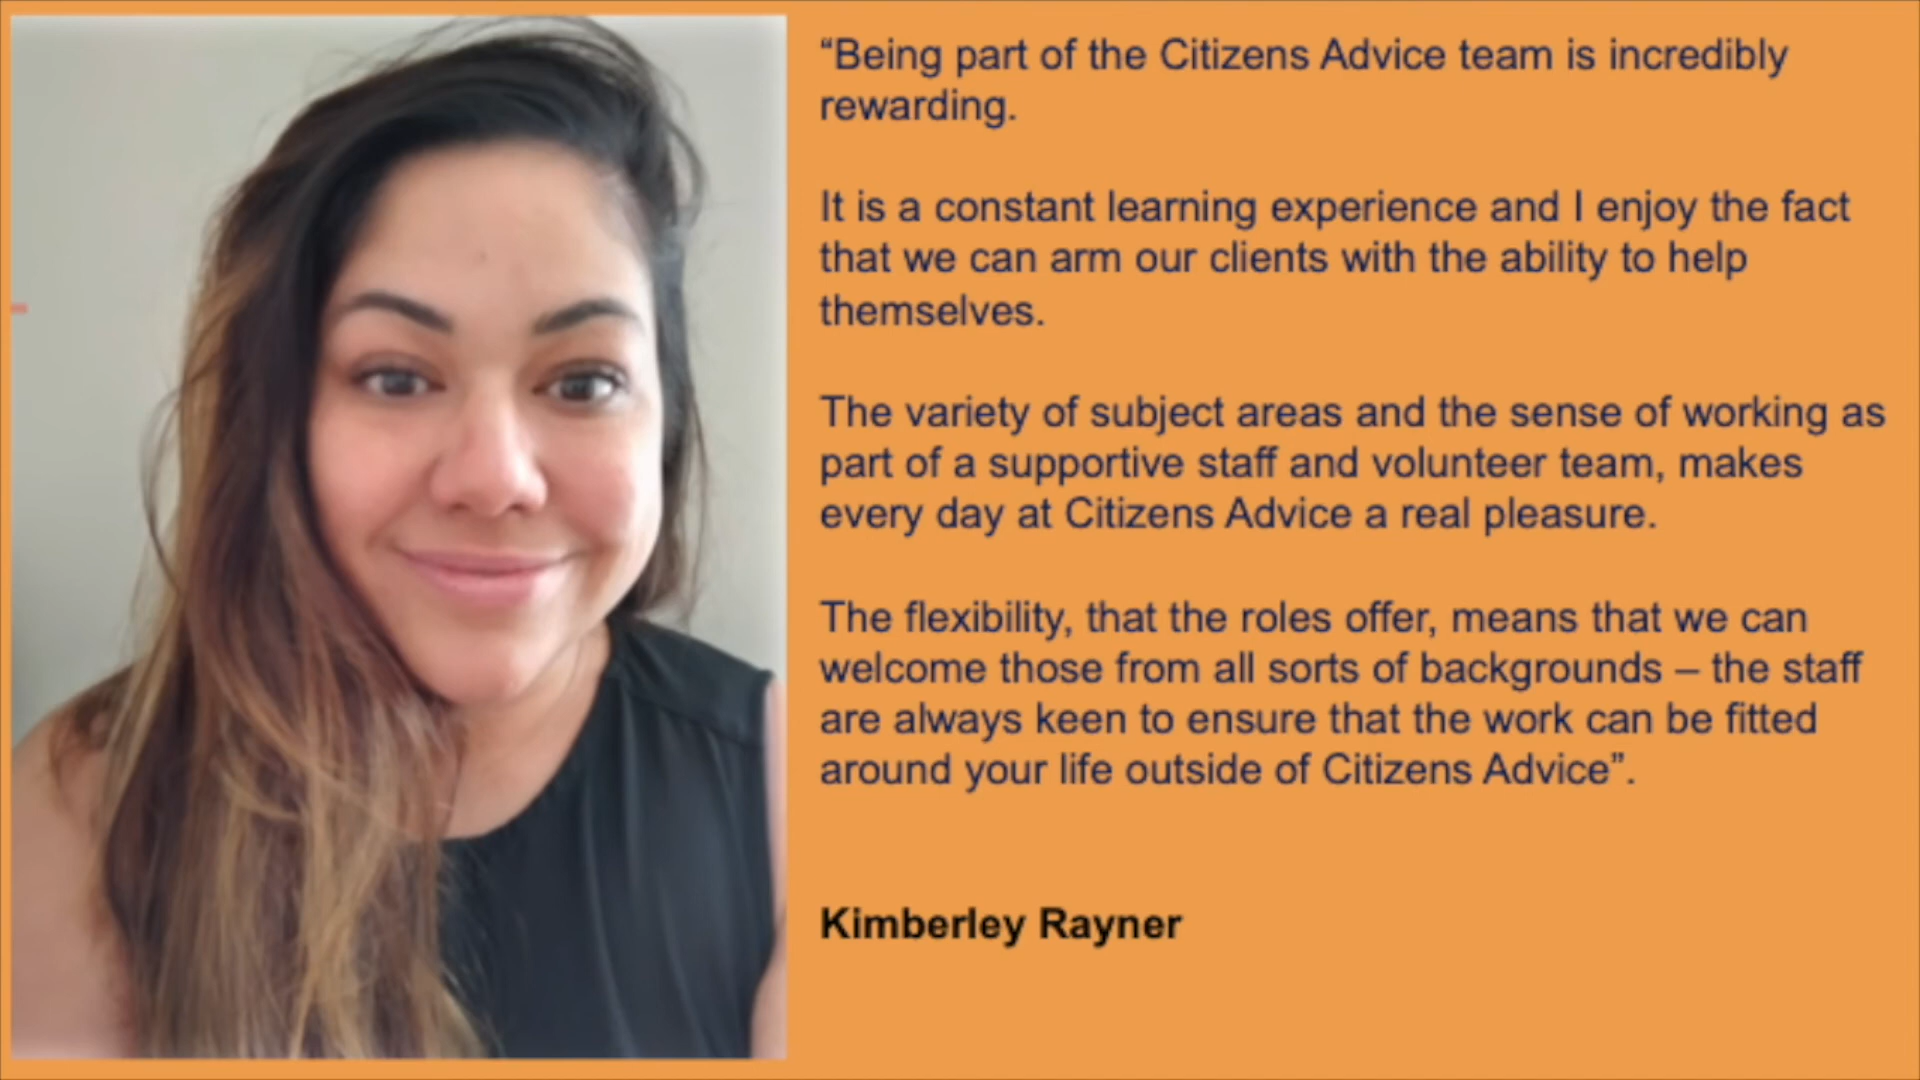 “Being part of the Citizens Advice team is incredibly
rewarding.
It is a constant learning experience and I enjoy the fact
that we can arm our clients with the ability to help
themselves.
The variety of subject areas and the sense of working as
part of a supportive staff and volunteer team, makes
every day at Citizens Advice a real pleasure.
The flexibility, that the roles offer, means that we can
welcome those from all sorts of backgrounds – the staff
are always keen to ensure that the work can be fitted
around your life outside of Citizens Advice”.
Kimberley Rayner